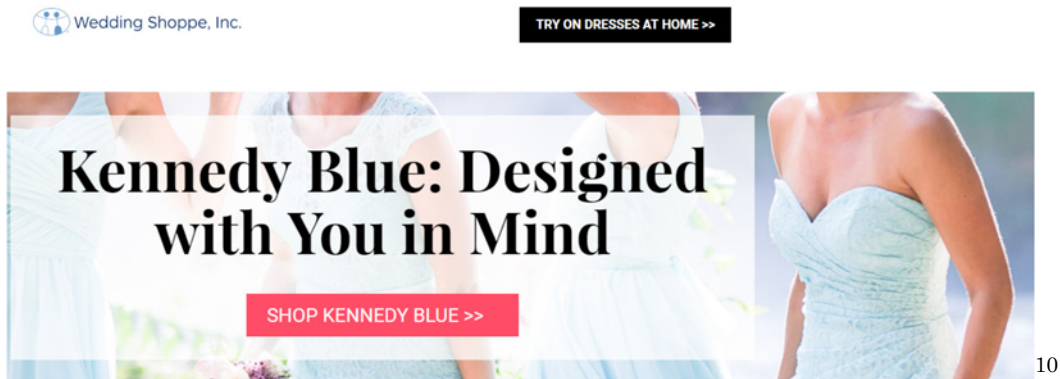 Wedding Shoppe, Inc.
TRY ON DRESSES AT HOME >>
Kennedy Blue: Designed
with You in Mind
SHOP KENNEDY BLUE >>
10